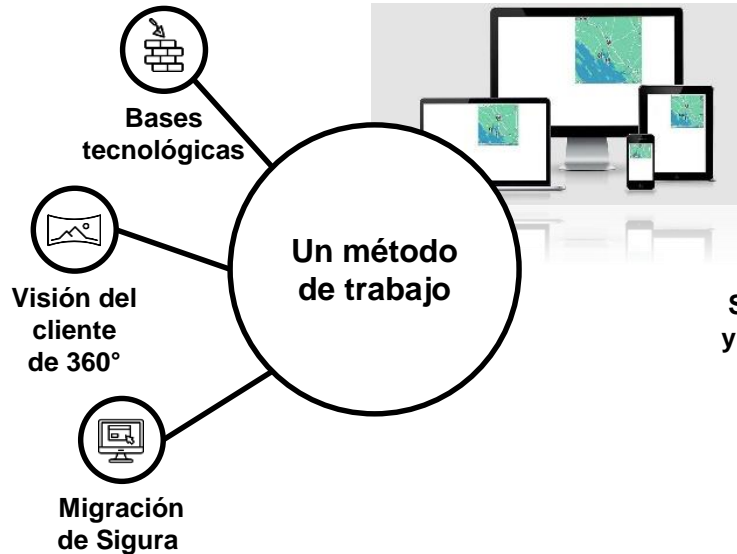 Bases
tecnológicas
Un método
de trabajo
Visión del
cliente
de 360°
S
y
Migración
de Sigura